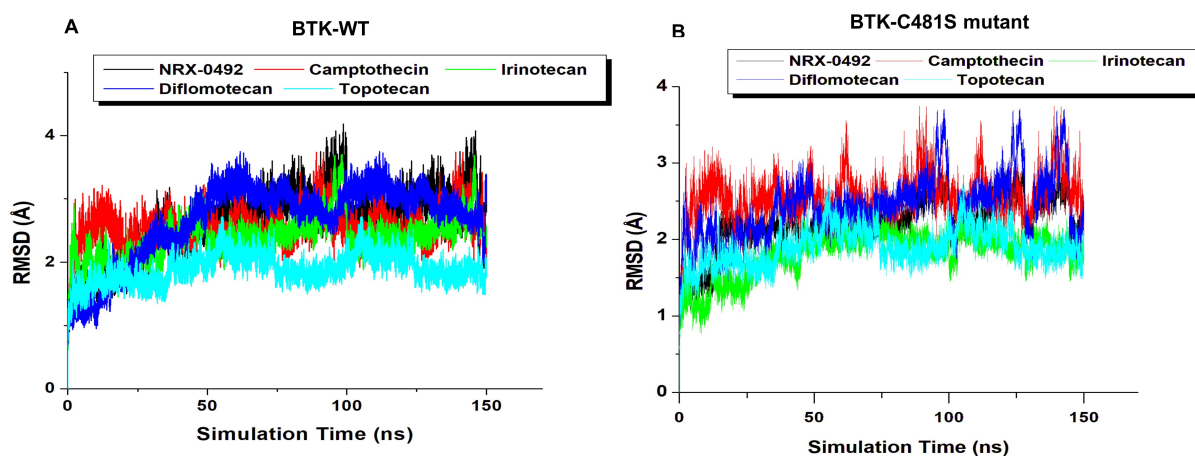 A
BTK-WT
NRX-0492 Camptothecin Irinotecan
Diflomotecan Topotecan
RMSD (Å)
4
2
0
0 50 100 150
Simulation Time (ns)
B
BTK-C481S mutant
NRX-0492 Camptothecin Irinotecan
Diflomotecan Topotecan
RMSD (Å)
4
3
2
1
0
0 50 100 150
Simulation Time (ns)